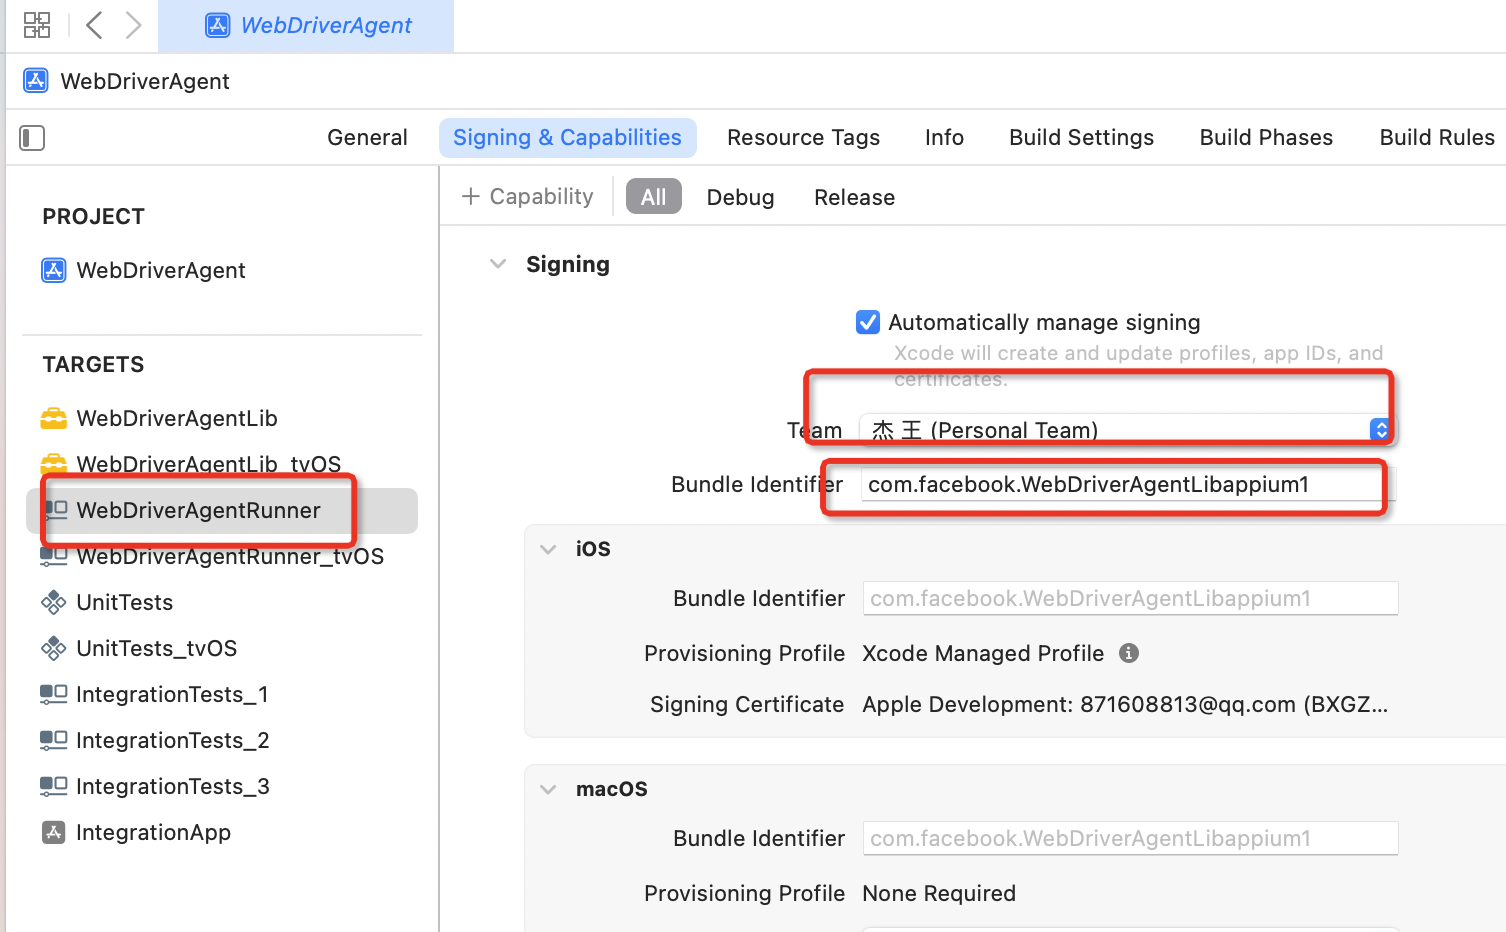 WebDriverAgent
WebDriverAgent
General Signing & Capabilities Resource Tags Info Build Settings Build Phases Build Rules
+ Capability All Debug Release
PROJECT
WebDriverAgent
TARGETS
WebDriverAgentLib
WebDriverAgentLib_tvOS
WebDriverAgentRunner
WebDriverAgentRunner_tvOS
UnitTests
UnitTests_tvOS
IntegrationTests_1
IntegrationTests_2
IntegrationTests_3
IntegrationApp
Signing
Automatically manage signing
Xcode will create and update profiles, app IDs, and
certificates.
Team 杰 王 (Personal Team)
Bundle Identifier com.facebook.WebDriverAgentLibappium1
iOS
Bundle Identifier com.facebook.WebDriverAgentLibappium1
Provisioning Profile Xcode Managed Profile
Signing Certificate Apple Development: 871608813@qq.com (BXGZ...
macOS
Bundle Identifier com.facebook.WebDriverAgentLibappium1
Provisioning Profile None Required